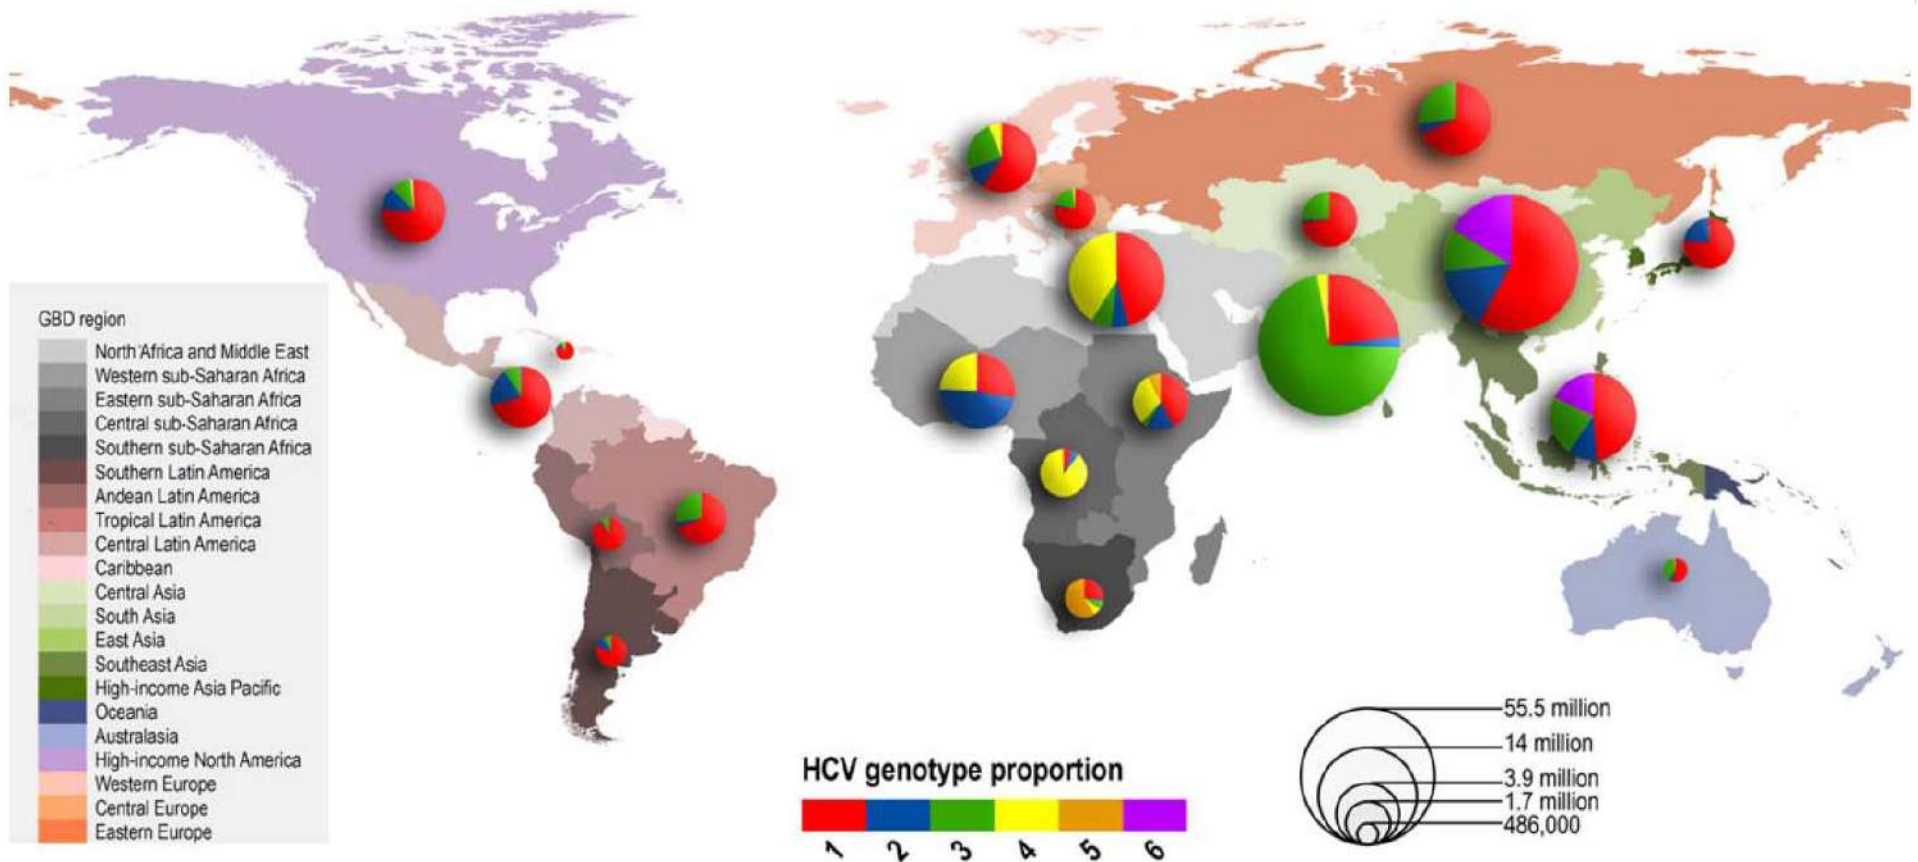 GBD region
North Africa and Middle East
Western sub-Saharan Africa
Eastern sub-Saharan Africa
Central sub-Saharan Africa
Southern sub-Saharan Africa
Southern Latin America
Andean Latin America
Tropical Latin America
Central Latin America
Caribbean
Central Asia
South Asia
East Asia
Southeast Asia
High-income Asia Pacific
Oceania
Australasia
High-income North America
Western Europe
Central Europe
Eastern Europe
HCV genotype proportion
1 2 3 4 5 6
55.5 million
14 million
3.9 million
1.7 million
486,000